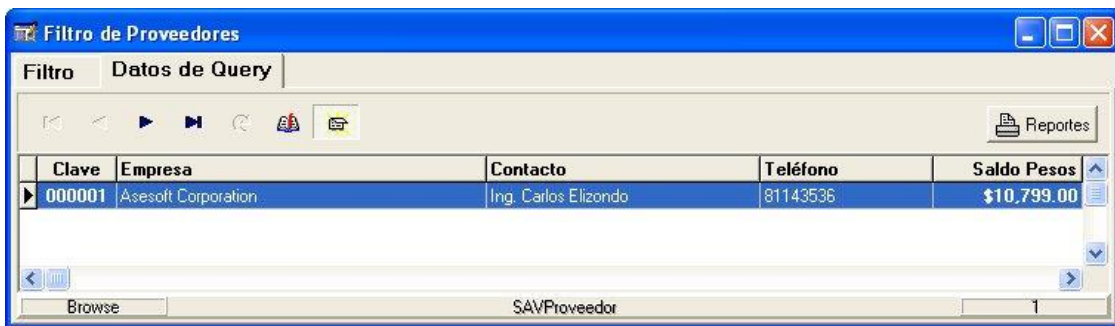 Filtro de Proveedores
Filtro Datos de Query
Reportes
Clave Empresa Contacto Teléfono Saldo Pesos
000001 Asesoft Corporation Ing. Carlos Elizondo 81143536 $10,799.00
Browse SAVProveedor 1